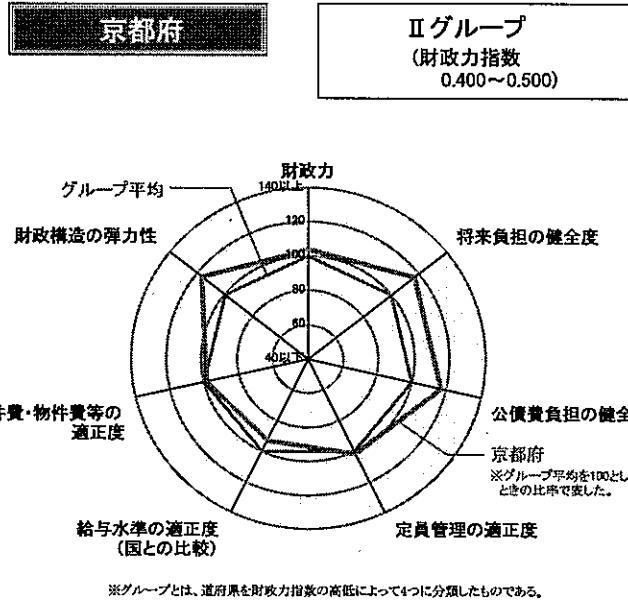 京都府
Ⅱグループ
(財政力指数
0.400～0.500)
財政力
140以上
グループ平均
120
財政構造の弾力性
将来負担の健全度
100
80
60
40以上
件費・物件費等の
適正度
公債費負担の健全
京都府
※グループ平均を100とし
ときの比率で表した。
給与水準の適正度
(国との比較)
定員管理の適正度
※グループとは、道府県を財政力指数の高低によって4つに分類したものである。